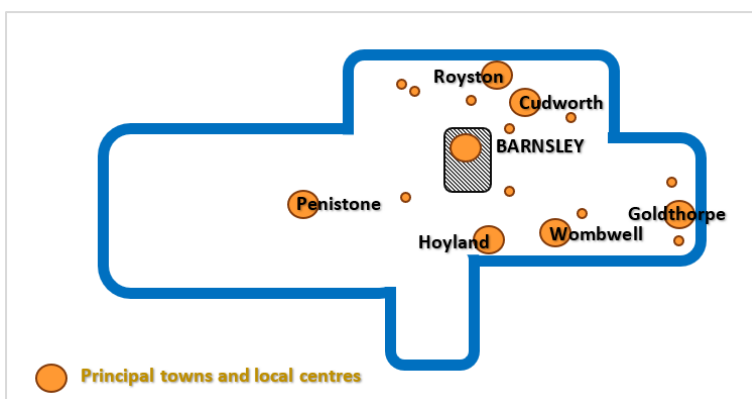 Royston
Cudworth
BARNSLEY
Penistone
Goldthorpe
Wombwell
Hoyland
Principal towns and local centres